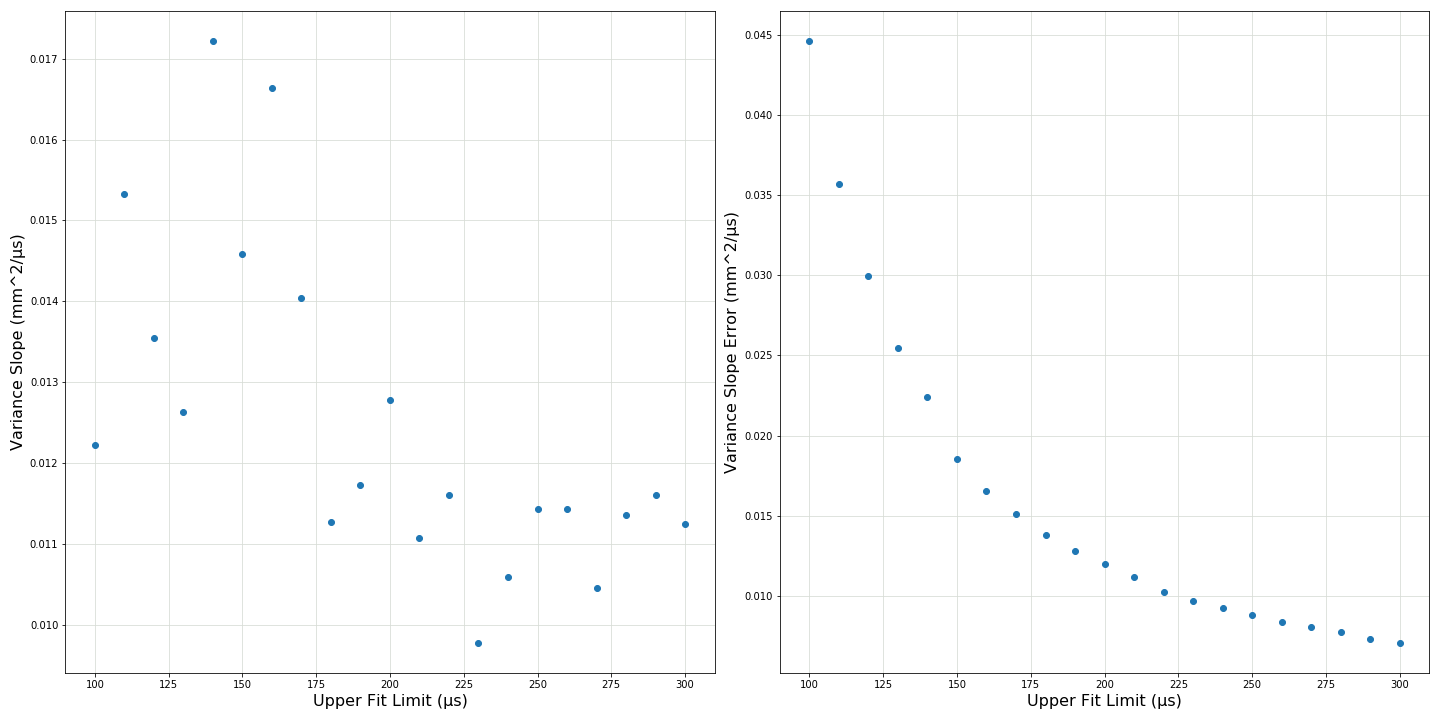 0.017
0.016
0.015
0.014
0.013
0.012
0.011
0.010
Variance Slope (mm^2/μs)
100 125 150 175 200 225 250 275 300
Upper Fit Limit (μs)
0.045
0.040
0.035
0.030
0.025
0.020
0.015
0.010
Variance Slope Error (mm^2/μs)
100 125 150 175 200 225 250 275 300
Upper Fit Limit (μs)